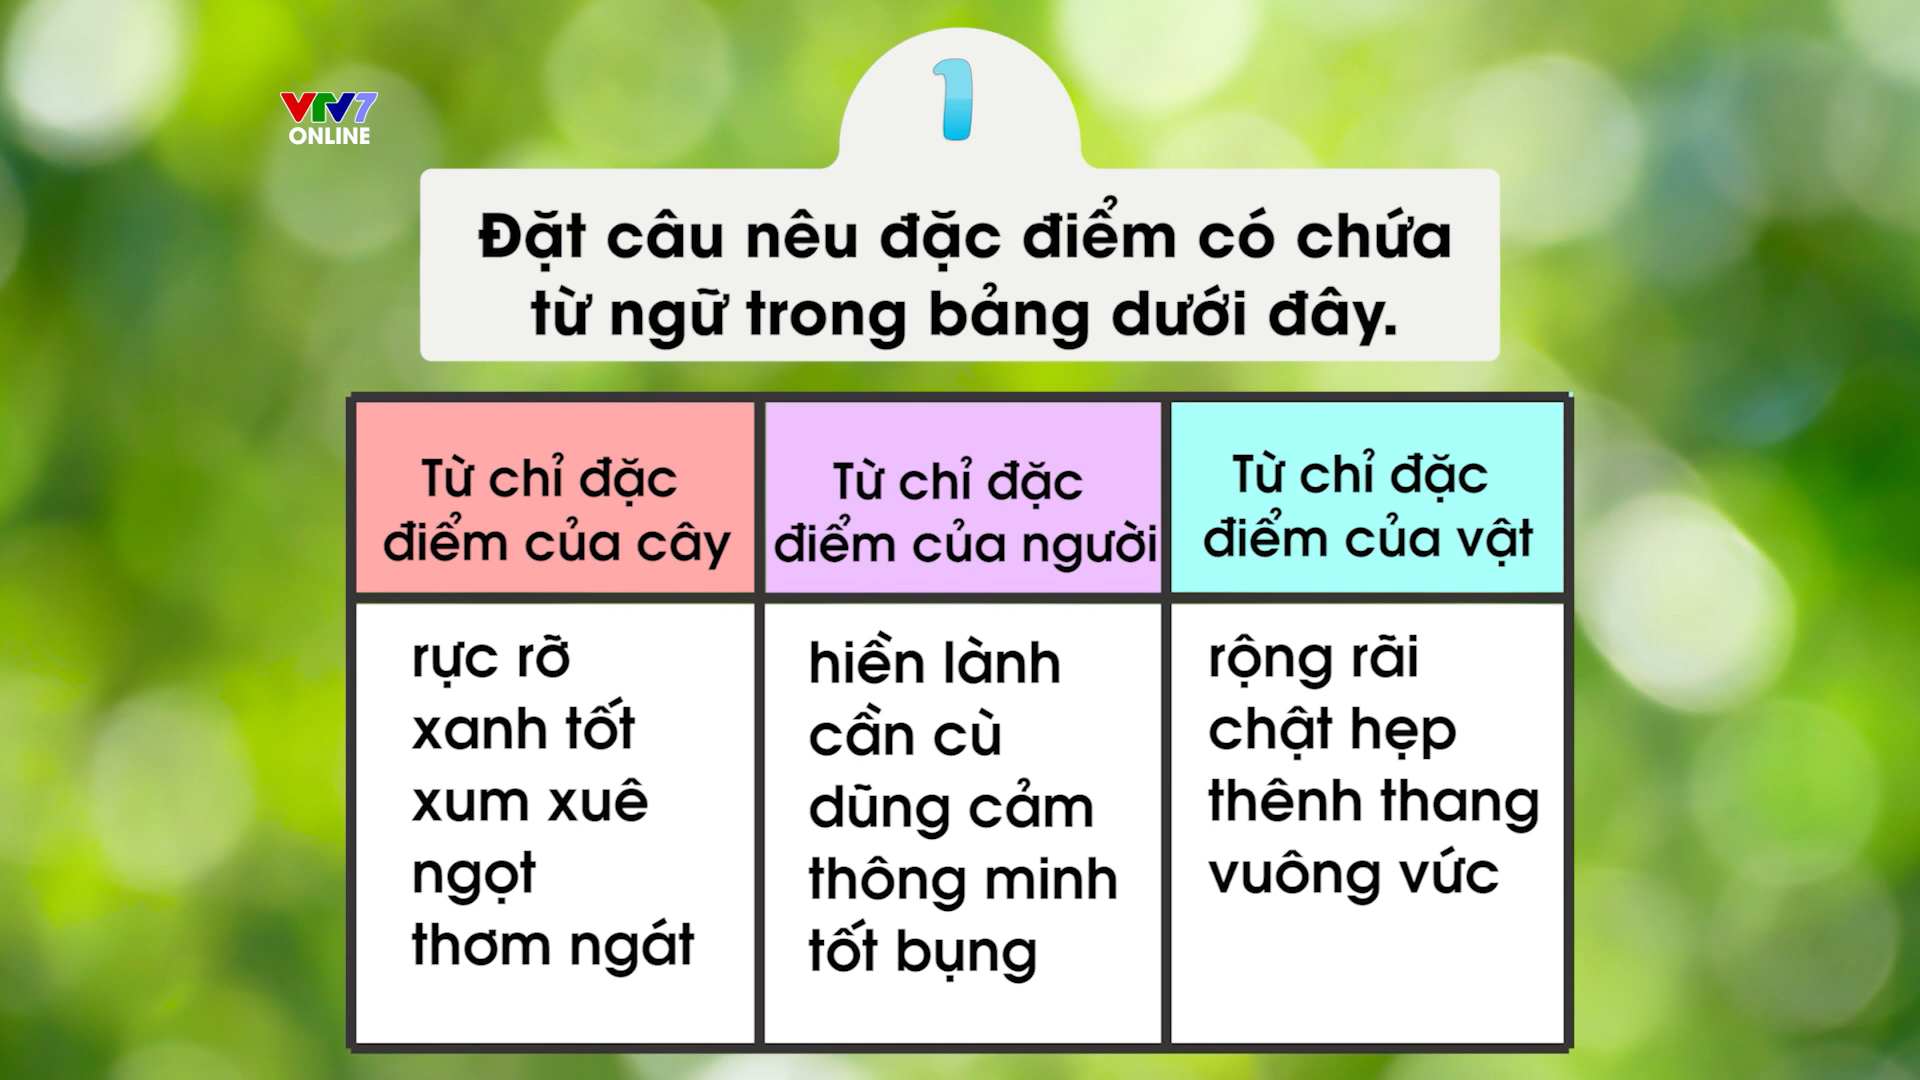 VTV7
ONLINE
1
Đặt câu nêu đặc điểm có chứa
từ ngữ trong bảng dưới đây.
Từ chỉ đặc
điểm của cây
Từ chỉ đặc
điểm của người
Từ chỉ đặc
điểm của vật
rực rỡ
xanh tốt
xum xuê
ngọt
thơm ngát
hiền lành
cần cù
dũng cảm
thông minh
tốt bụng
rộng rãi
chật hẹp
thênh thang
vuông vức